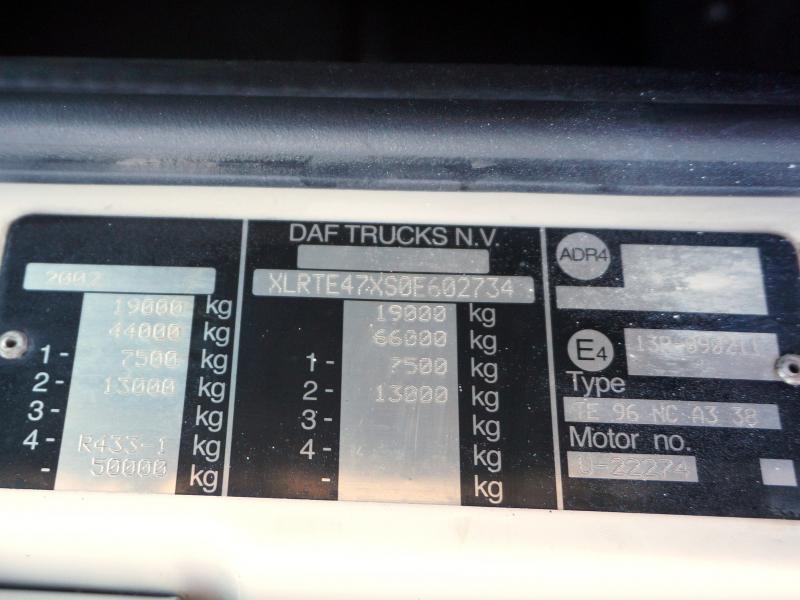 2002
19000 kg
44000 kg
1 - 7500 kg
2 - 13000 kg
3 - kg
4 - R433-1 kg
- 50000 kg
DAF TRUCKS N.V.
XLRTE47XS0E602734
19000 kg
66000 kg
1 - 7500 kg
2 - 13000 kg
3 - kg
4 - kg
- kg
ADR4
E4
Type
TE 96 NC A3 38
Motor no.
U-22274